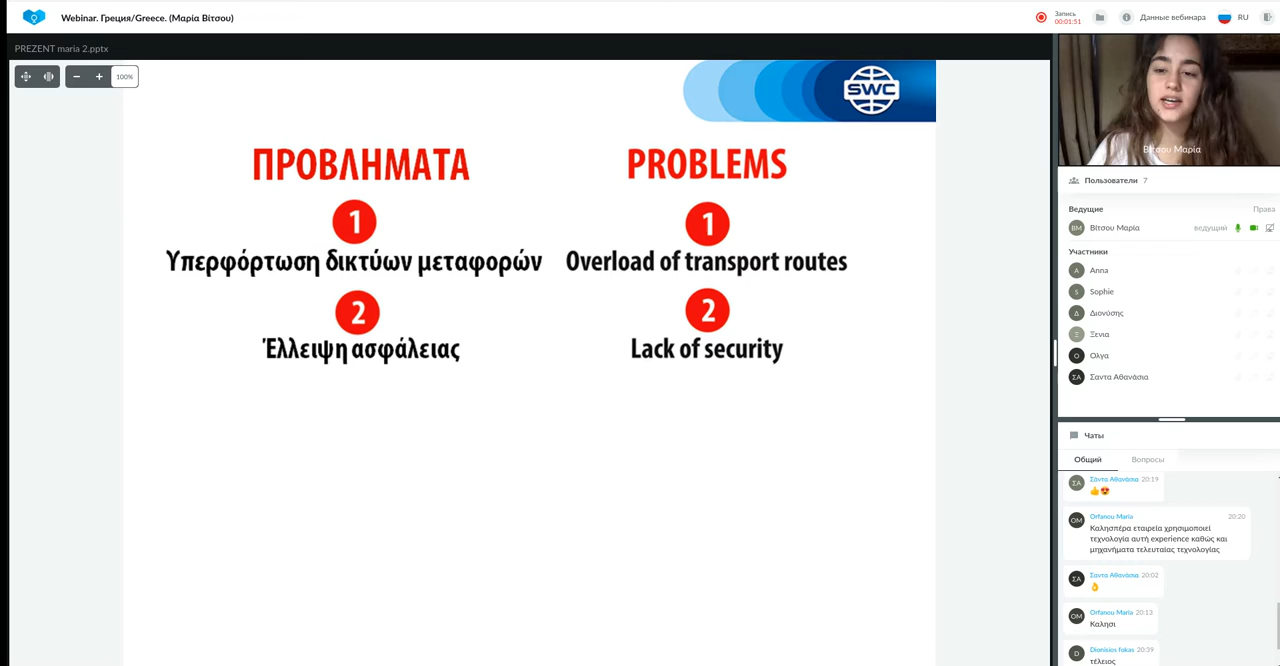 Webinar. Греция/Greece. (Μαρία Βίτσου)
Запись
00:01:51
Данные вебинара
RU
PREZENT maria 2.pptx
100%
SWC
ΠΡΟΒΛΗΜΑΤΑ
1
Υπερφόρτωση δικτύων μεταφορών
2
Έλλειψη ασφάλειας
PROBLEMS
1
Overload of transport routes
2
Lack of security
Βίτσου Μαρία
Пользователи 7
Ведущие
Права
ΒΜ Βίτσου Μαρία ведущий
Участники
A Anna
S Sophie
Δ Διονύσης
Ξ Ξενια
Ο Ολγα
ΣΑ Σαντα Αθανάσια
Чаты
Общий
Вопросы
ΣΑ Σάντα Αθανάσια 20:19
OM Orfanou Maria 20:20
Καλησπέρα εταιρεία χρησιμοποιεί
τεχνολογία αυτή experience καθώς και
μηχανήματα τελευταίας τεχνολογίας
ΣΑ Σαντα Αθανάσια 20:02
OM Orfanou Maria 20:13
Καλησι
D Dionisios fokas 20:39
τέλειος